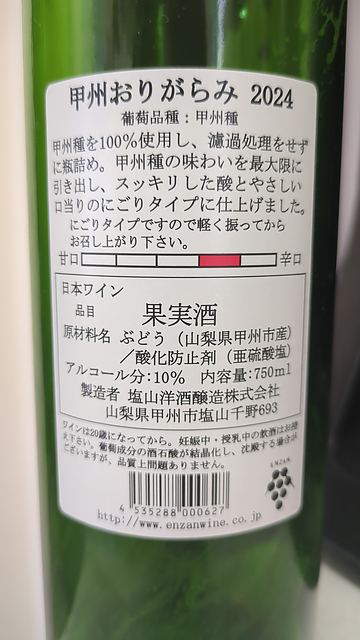 甲州おりがらみ 2024
葡萄品種：甲州種
甲州種を100%使用し、濾過処理をせず
に瓶詰め。甲州種の味わいを最大限に
引き出し、スッキリした酸とやさしい
口当りのにごりタイプに仕上げました。
にごりタイプですので軽く振ってから
お召し上がり下さい。
甘口 辛口
日本ワイン
品目 果実酒
原材料名 ぶどう（山梨県甲州市産）
／酸化防止剤（亜硫酸塩）
アルコール分:10% 内容量:750ml
製造者 塩山洋酒醸造株式会社
山梨県甲州市塩山千野693
ワインは20歳になってから。妊娠中・授乳中の飲酒はお控
え下さい。葡萄成分の酒石酸が結晶化し、沈殿する場合が
ございますが、品質上問題ありません。
ENZAN
4 535288 000627
http://www.enzanwine.co.jp